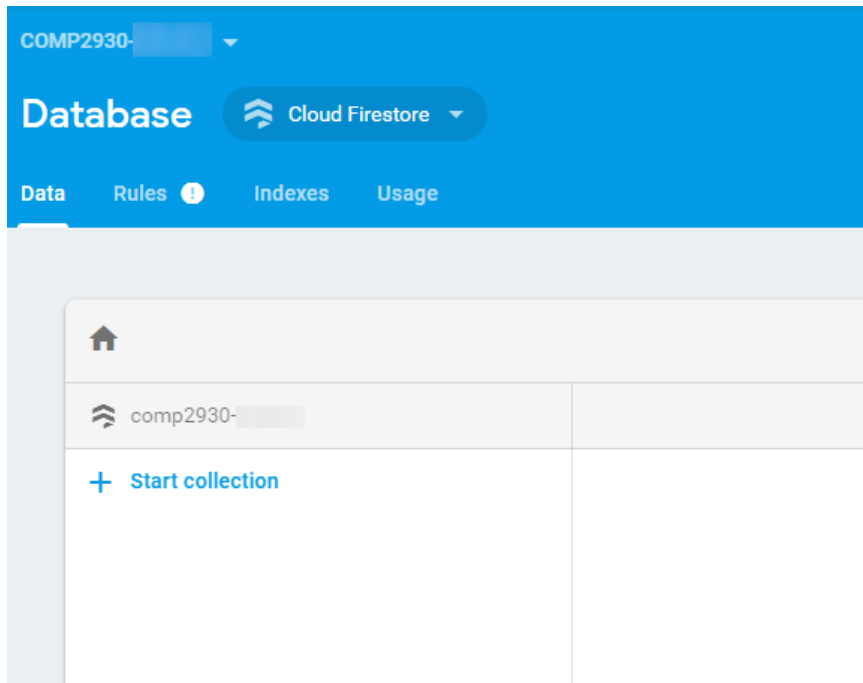 COMP2930-
Database Cloud Firestore
Data Rules Indexes Usage
comp2930-
Start collection